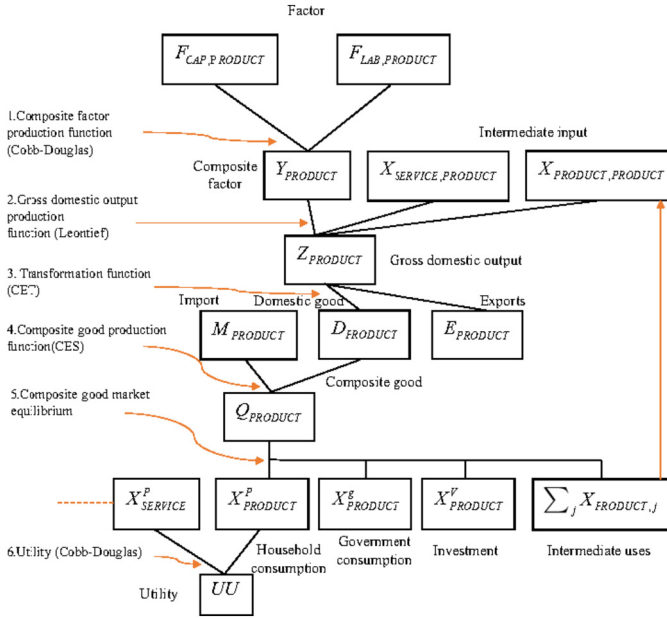 Factor
F_CAP,PRODUCT
F_LAB,PRODUCT
1.Composite factor
production function
(Cobb-Douglas)
Intermediate input
Composite
factor
Y_PRODUCT
X_SERVICE,PRODUCT
X_PRODUCT,PRODUCT
2.Gross domestic output
production
function (Leontief)
Z_PRODUCT
Gross domestic output
3. Transformation function
(CET)
Import
Domestic good
Exports
M_PRODUCT
D_PRODUCT
E_PRODUCT
4.Composite good production
function(CES)
Composite good
5.Composite good market
equilibrium
Q_PRODUCT
X^P_SERVICE
X^P_PRODUCT
X^g_PRODUCT
X^V_PRODUCT
∑_j X_PRODUCT,j
6.Utility (Cobb-Douglas)
Household
consumption
Government
consumption
Investment
Intermediate uses
Utility
UU